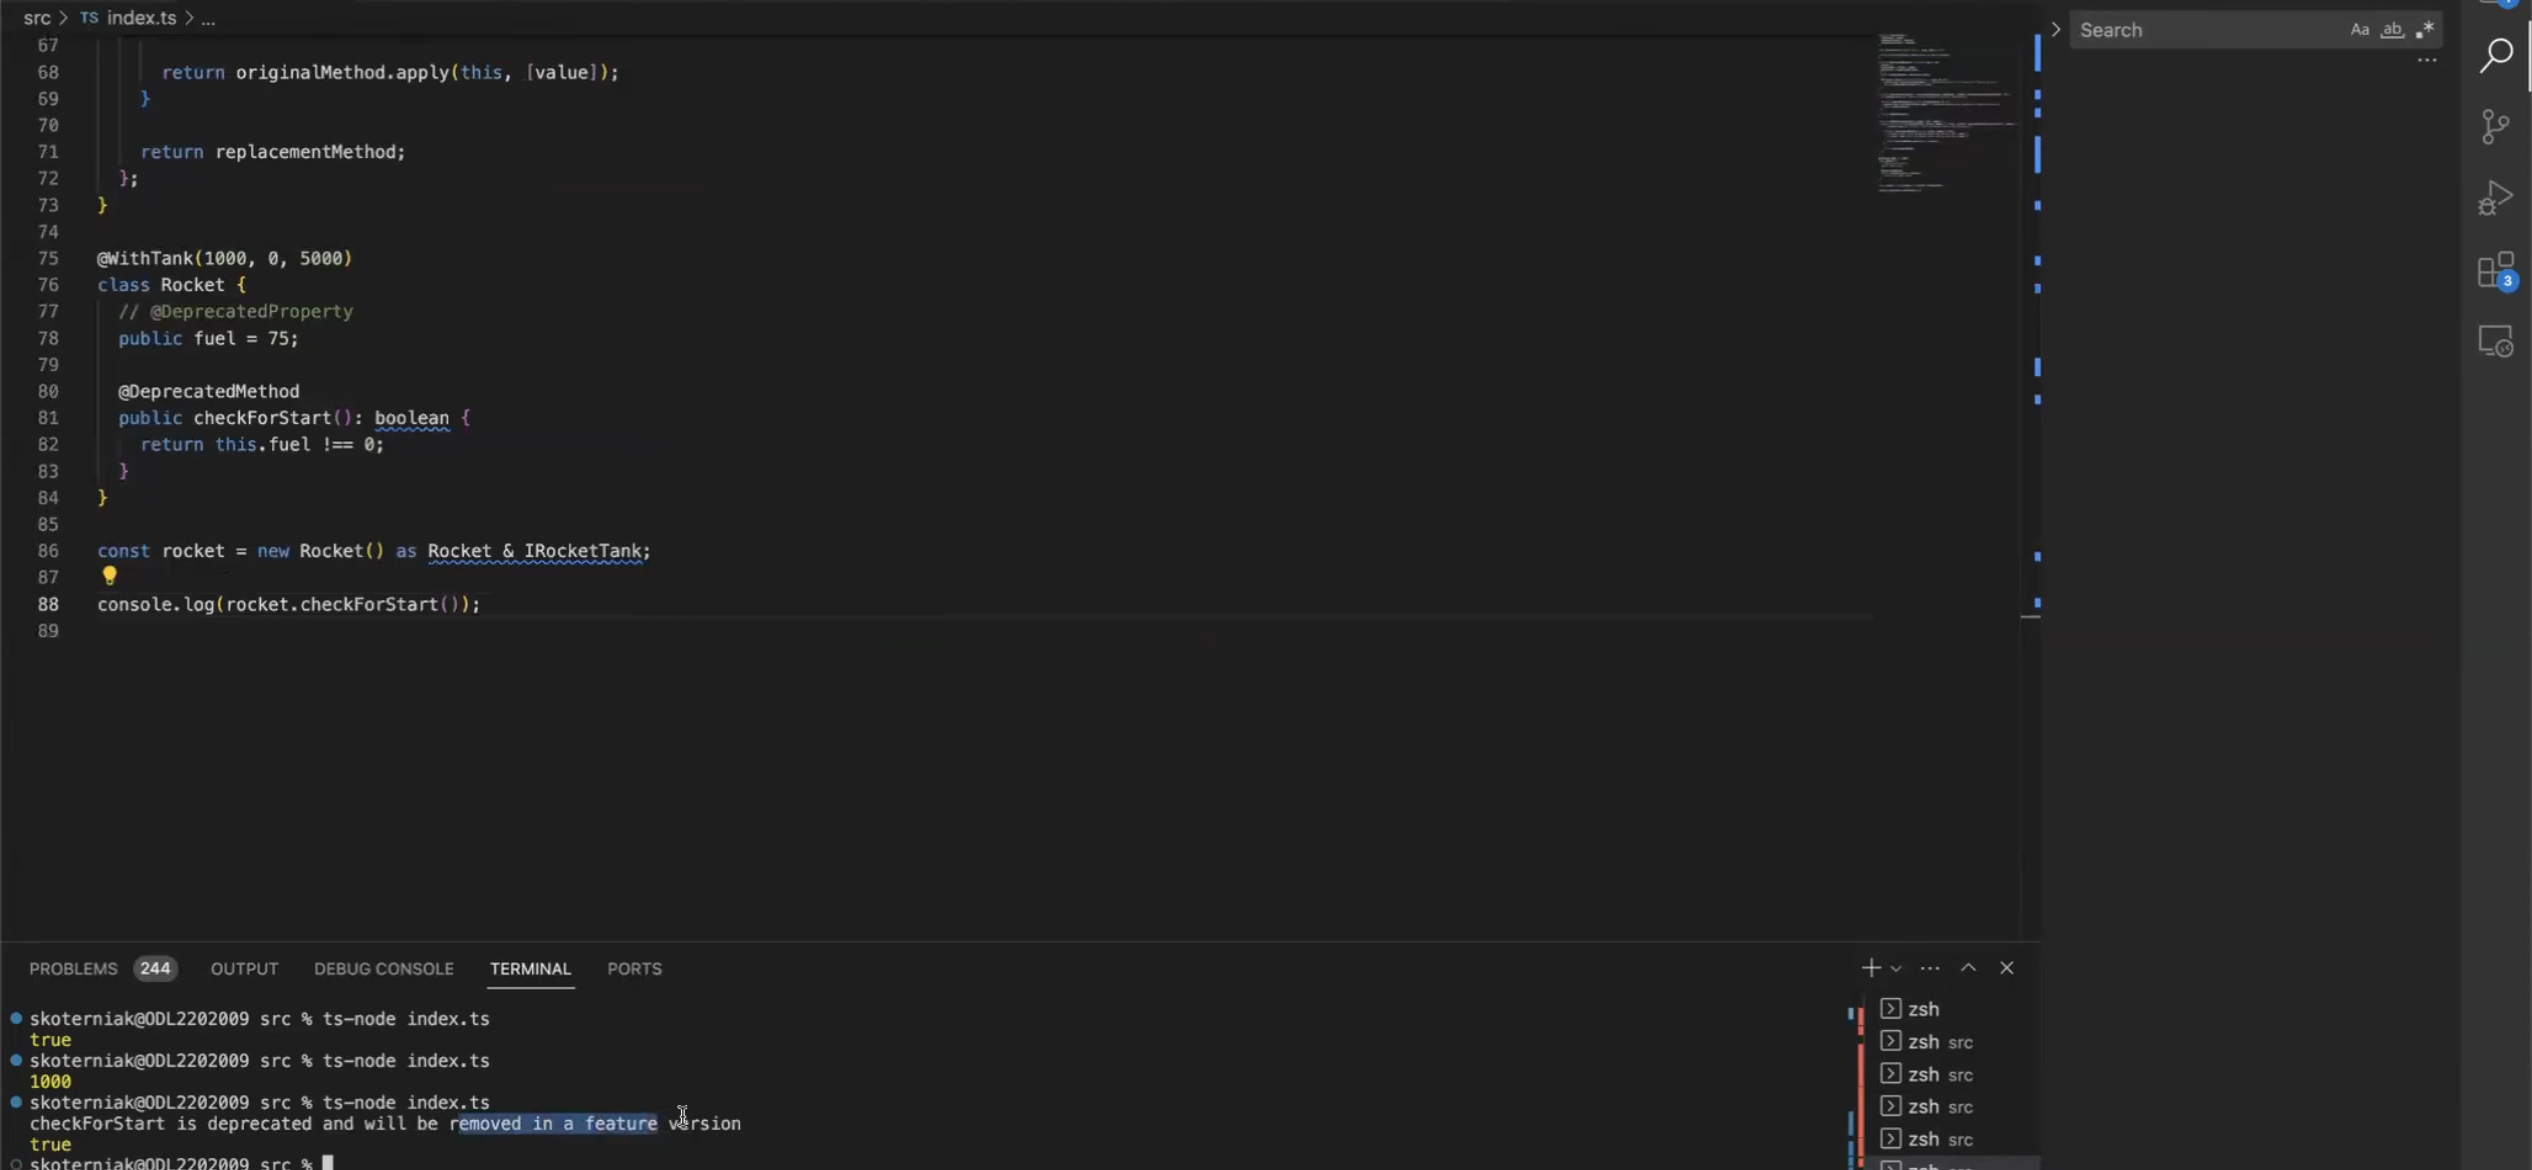 src > TS index.ts > ...
67
68 return originalMethod.apply(this, [value]);
69 }
70
71 return replacementMethod;
72 };
73 }
74
75 @WithTank(1000, 0, 5000)
76 class Rocket {
77 // @DeprecatedProperty
78 public fuel = 75;
79
80 @DeprecatedMethod
81 public checkForStart(): boolean {
82 return this.fuel !== 0;
83 }
84 }
85
86 const rocket = new Rocket() as Rocket & IRocketTank;
87
88 console.log(rocket.checkForStart());
89
Search Aa ab .*
...
3
PROBLEMS 244 OUTPUT DEBUG CONSOLE TERMINAL PORTS
skoterniak@ODL2202009 src % ts-node index.ts
true
skoterniak@ODL2202009 src % ts-node index.ts
1000
skoterniak@ODL2202009 src % ts-node index.ts
checkForStart is deprecated and will be removed in a feature version
true
skoterniak@ODL2202009 src %
zsh
zsh src
zsh src
zsh src
zsh src